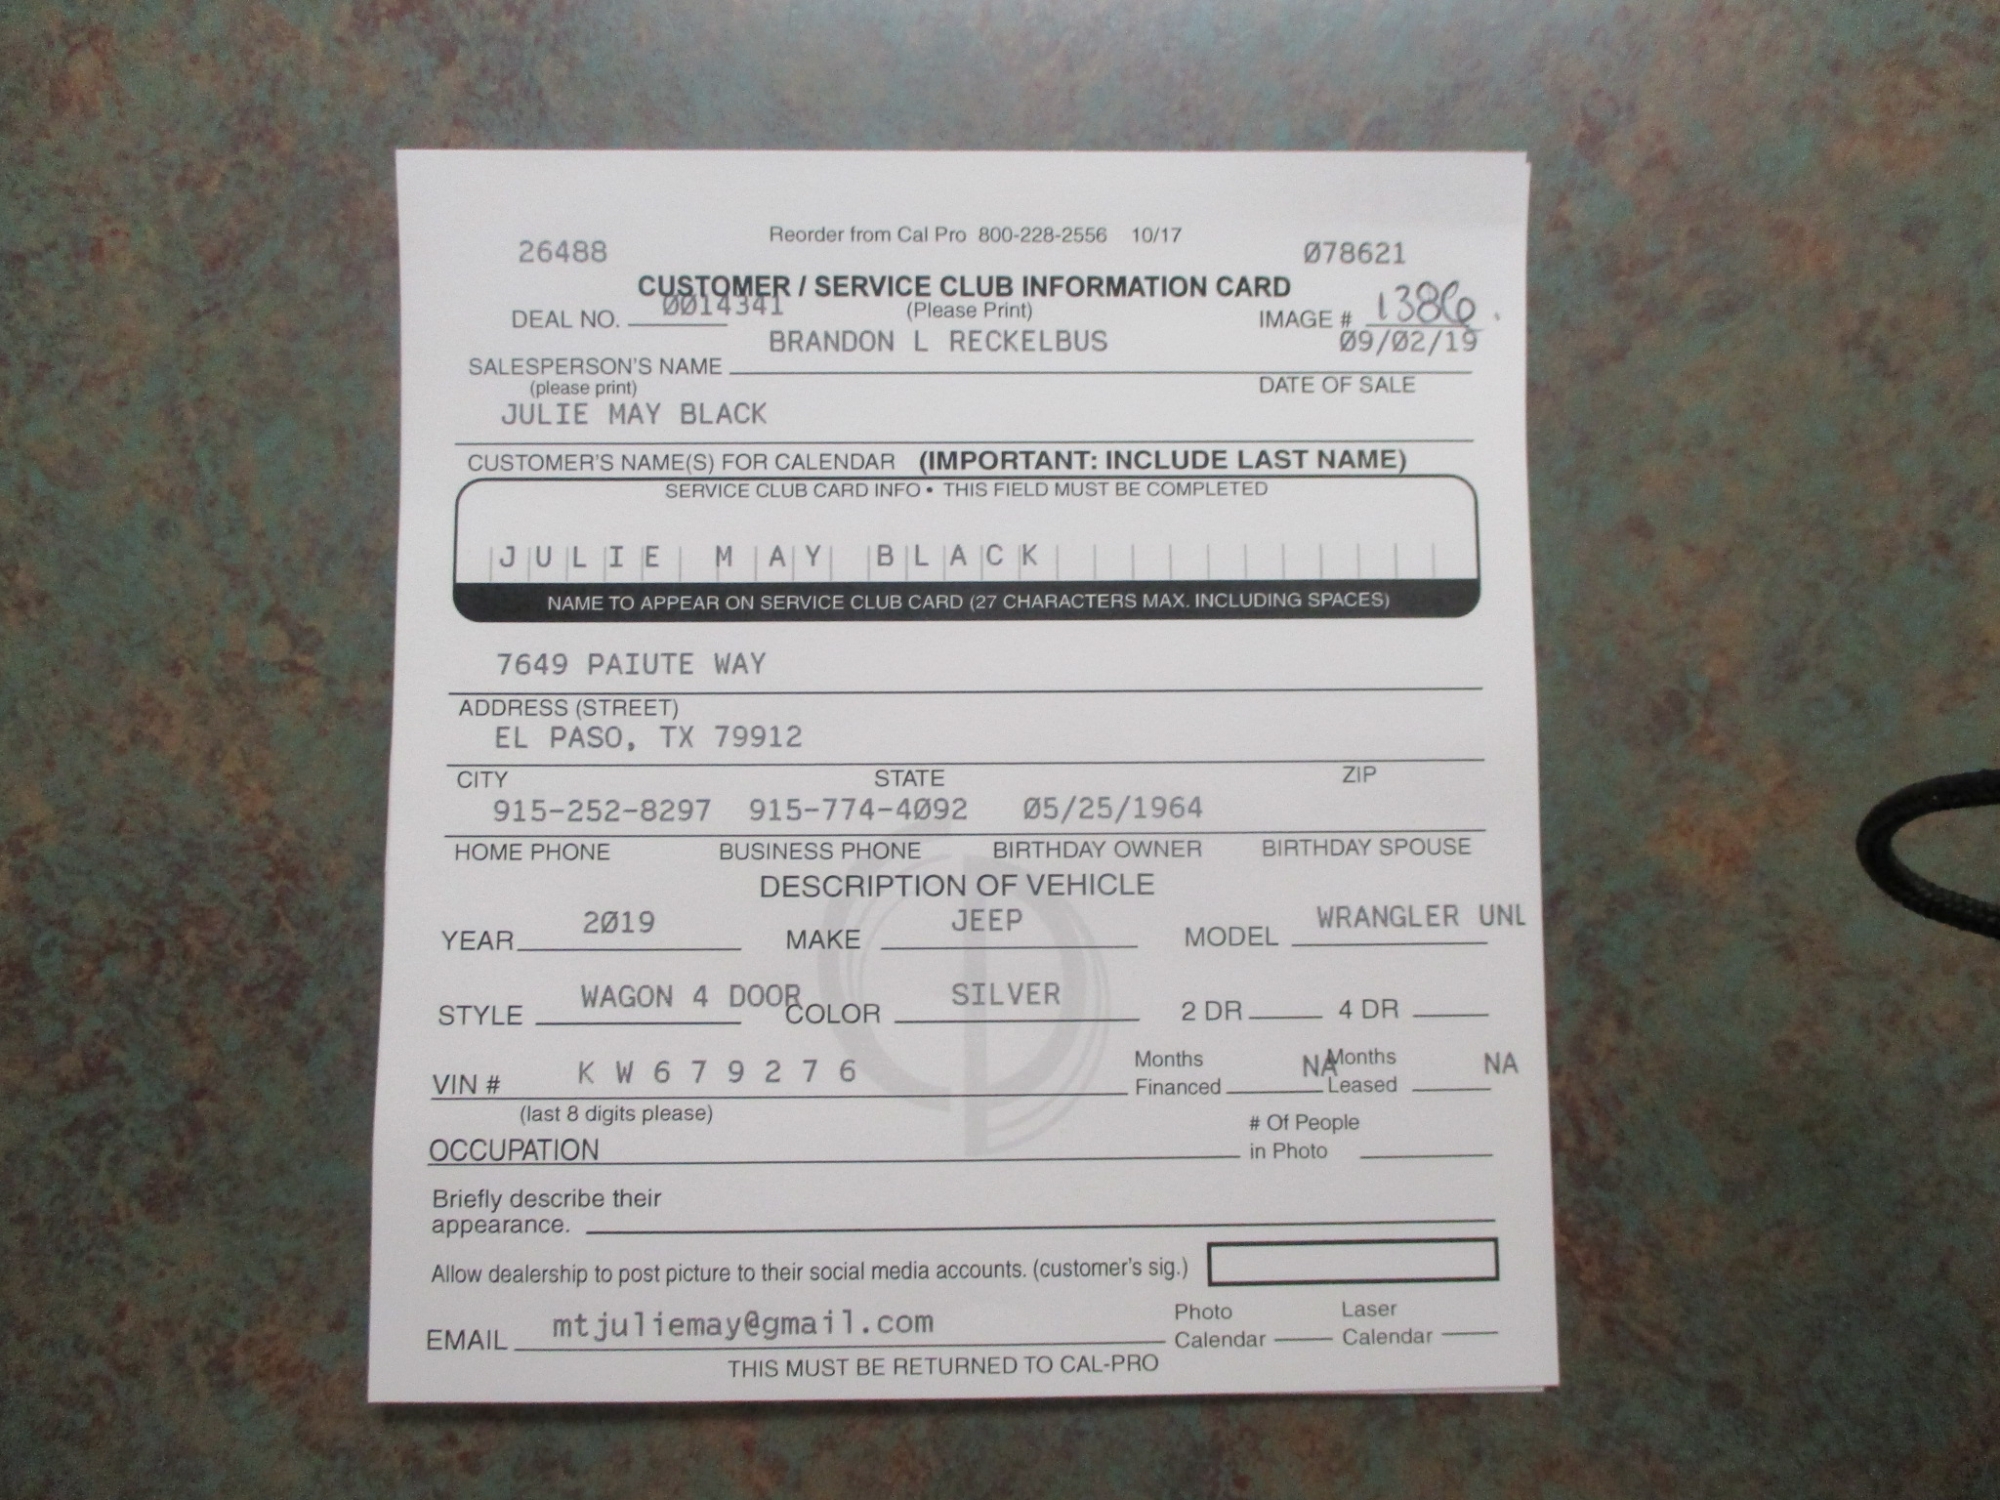 Reorder from Cal Pro 800-228-2556 10/17
26488 Ø78621
CUSTOMER / SERVICE CLUB INFORMATION CARD
DEAL NO. ØØ14341 (Please Print) IMAGE # 1386
BRANDON L RECKELBUS Ø9/Ø2/19
SALESPERSON'S NAME
(please print) DATE OF SALE
JULIE MAY BLACK
CUSTOMER'S NAME(S) FOR CALENDAR (IMPORTANT: INCLUDE LAST NAME)
SERVICE CLUB CARD INFO • THIS FIELD MUST BE COMPLETED
JULIE MAY BLACK
NAME TO APPEAR ON SERVICE CLUB CARD (27 CHARACTERS MAX. INCLUDING SPACES)
7649 PAIUTE WAY
ADDRESS (STREET)
EL PASO, TX 79912
CITY STATE ZIP
915-252-8297 915-774-4Ø92 Ø5/25/1964
HOME PHONE BUSINESS PHONE BIRTHDAY OWNER BIRTHDAY SPOUSE
DESCRIPTION OF VEHICLE
YEAR 2Ø19 MAKE JEEP MODEL WRANGLER UNL
STYLE WAGON 4 DOOR COLOR SILVER 2 DR 4 DR
VIN # K W 6 7 9 2 7 6 Months Financed NA Months Leased NA
(last 8 digits please)
OCCUPATION # Of People in Photo
Briefly describe their
appearance.
Allow dealership to post picture to their social media accounts. (customer's sig.)
EMAIL mtjuliemay@gmail.com Photo Calendar Laser Calendar
THIS MUST BE RETURNED TO CAL-PRO